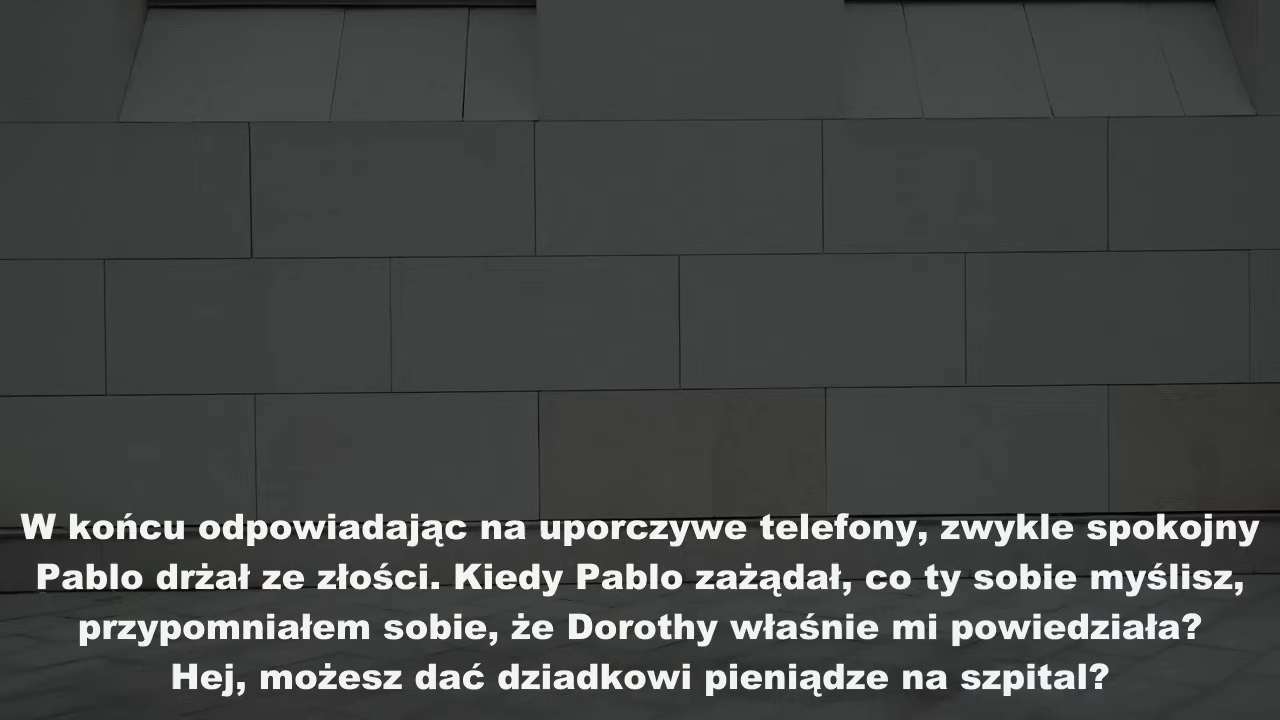 W końcu odpowiadając na uporczywe telefony, zwykle spokojny
Pablo drżał ze złości. Kiedy Pablo zażądał, co ty sobie myślisz,
przypomniałem sobie, że Dorothy właśnie mi powiedziała?
Hej, możesz dać dziadkowi pieniądze na szpital?